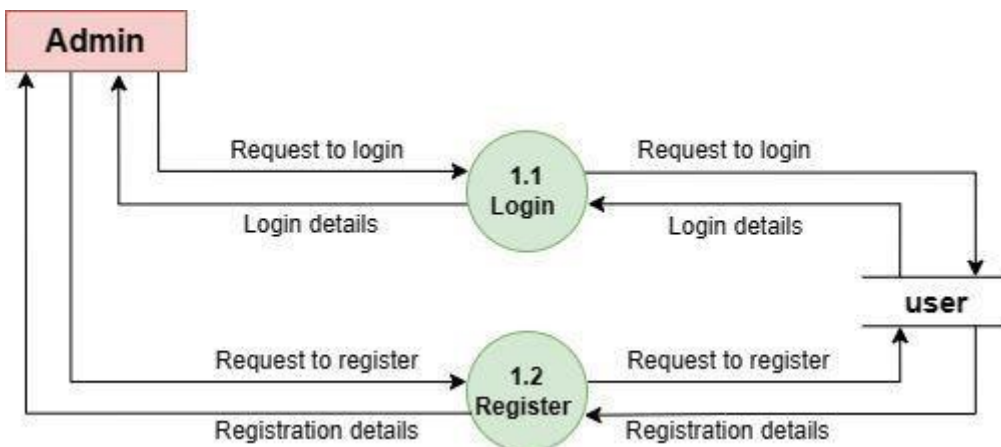 Admin
Request to login
Request to login
1.1
Login
Login details
Login details
user
Request to register
Request to register
1.2
Register
Registration details
Registration details